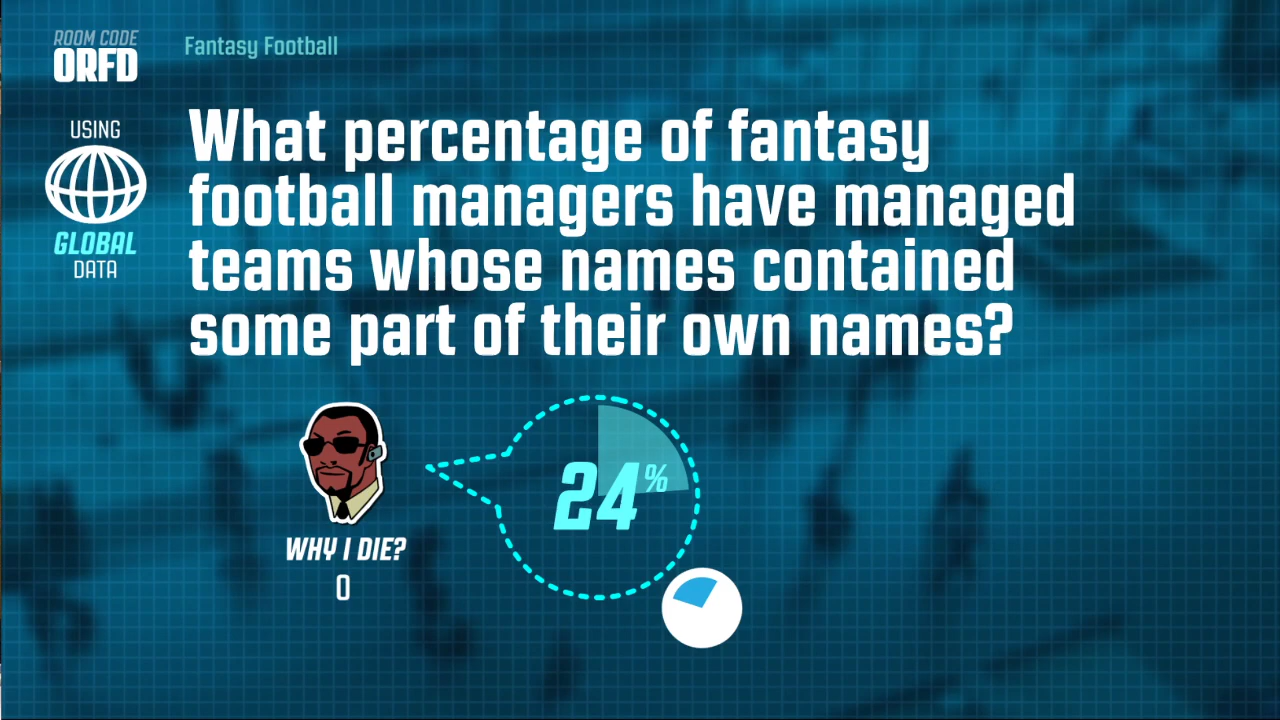 ROOM CODE
ORFD
Fantasy Football
USING
GLOBAL
DATA
What percentage of fantasy
football managers have managed
teams whose names contained
some part of their own names?
24%
WHY I DIE?
0